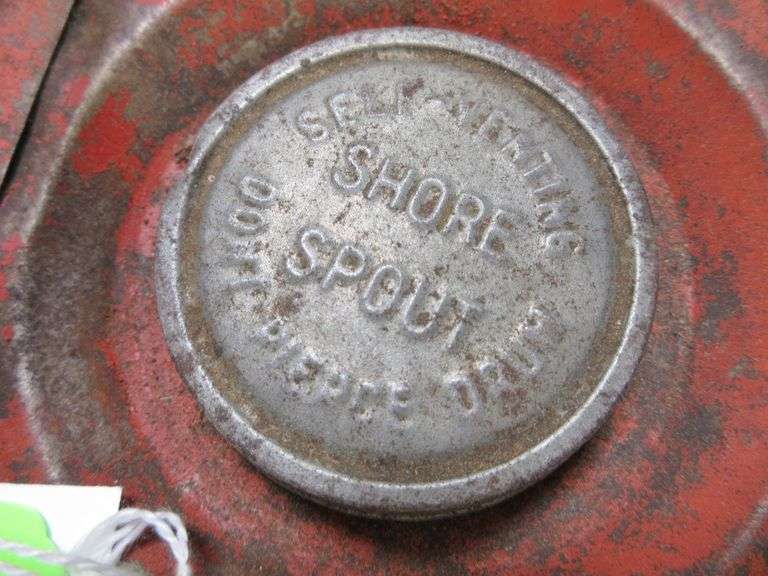 SELF-VENTING
SHORE
SPOUT
DON'T PIERCE DRUM